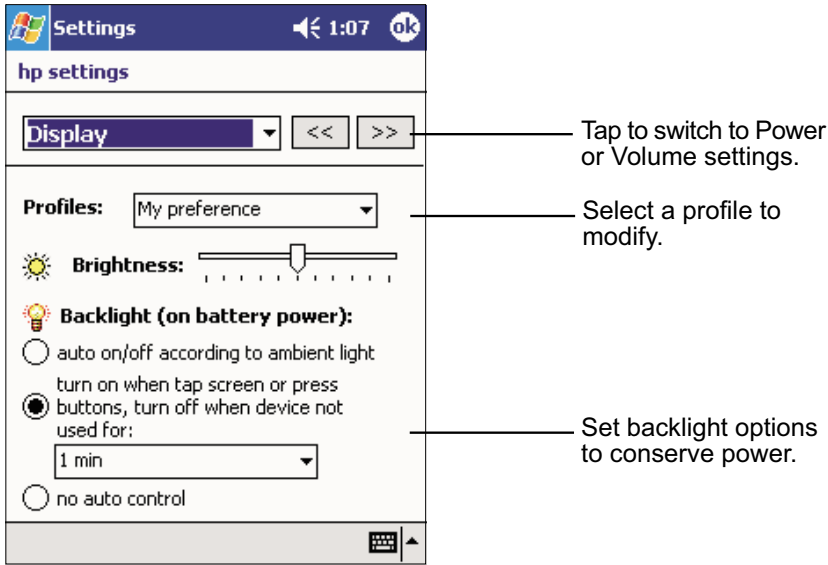 Settings 1:07 ok
hp settings
Display << >>
Tap to switch to Power
or Volume settings.
Profiles: My preference
Select a profile to
modify.
Brightness:
Backlight (on battery power):
auto on/off according to ambient light
turn on when tap screen or press
buttons, turn off when device not
used for:
1 min
Set backlight options
to conserve power.
no auto control